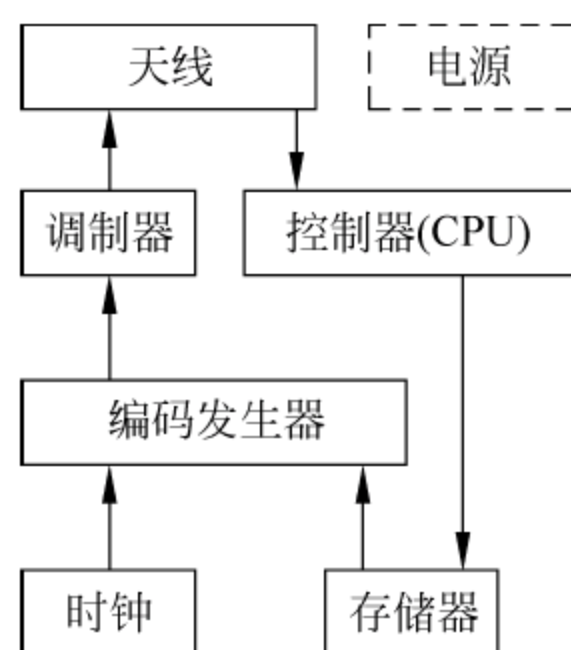 天线
电源
调制器
控制器(CPU)
编码发生器
时钟
存储器